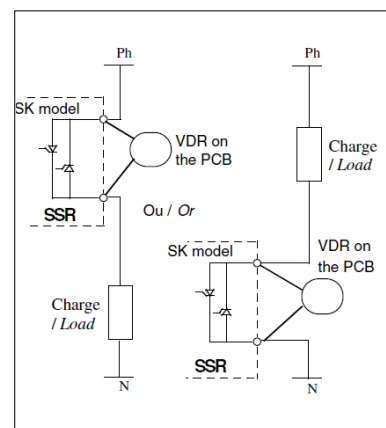 Ph
SK model
VDR on
the PCB
SSR
Ou / Or
Charge
/ Load
N
Ph
Charge
/ Load
VDR on
the PCB
SK model
SSR
N